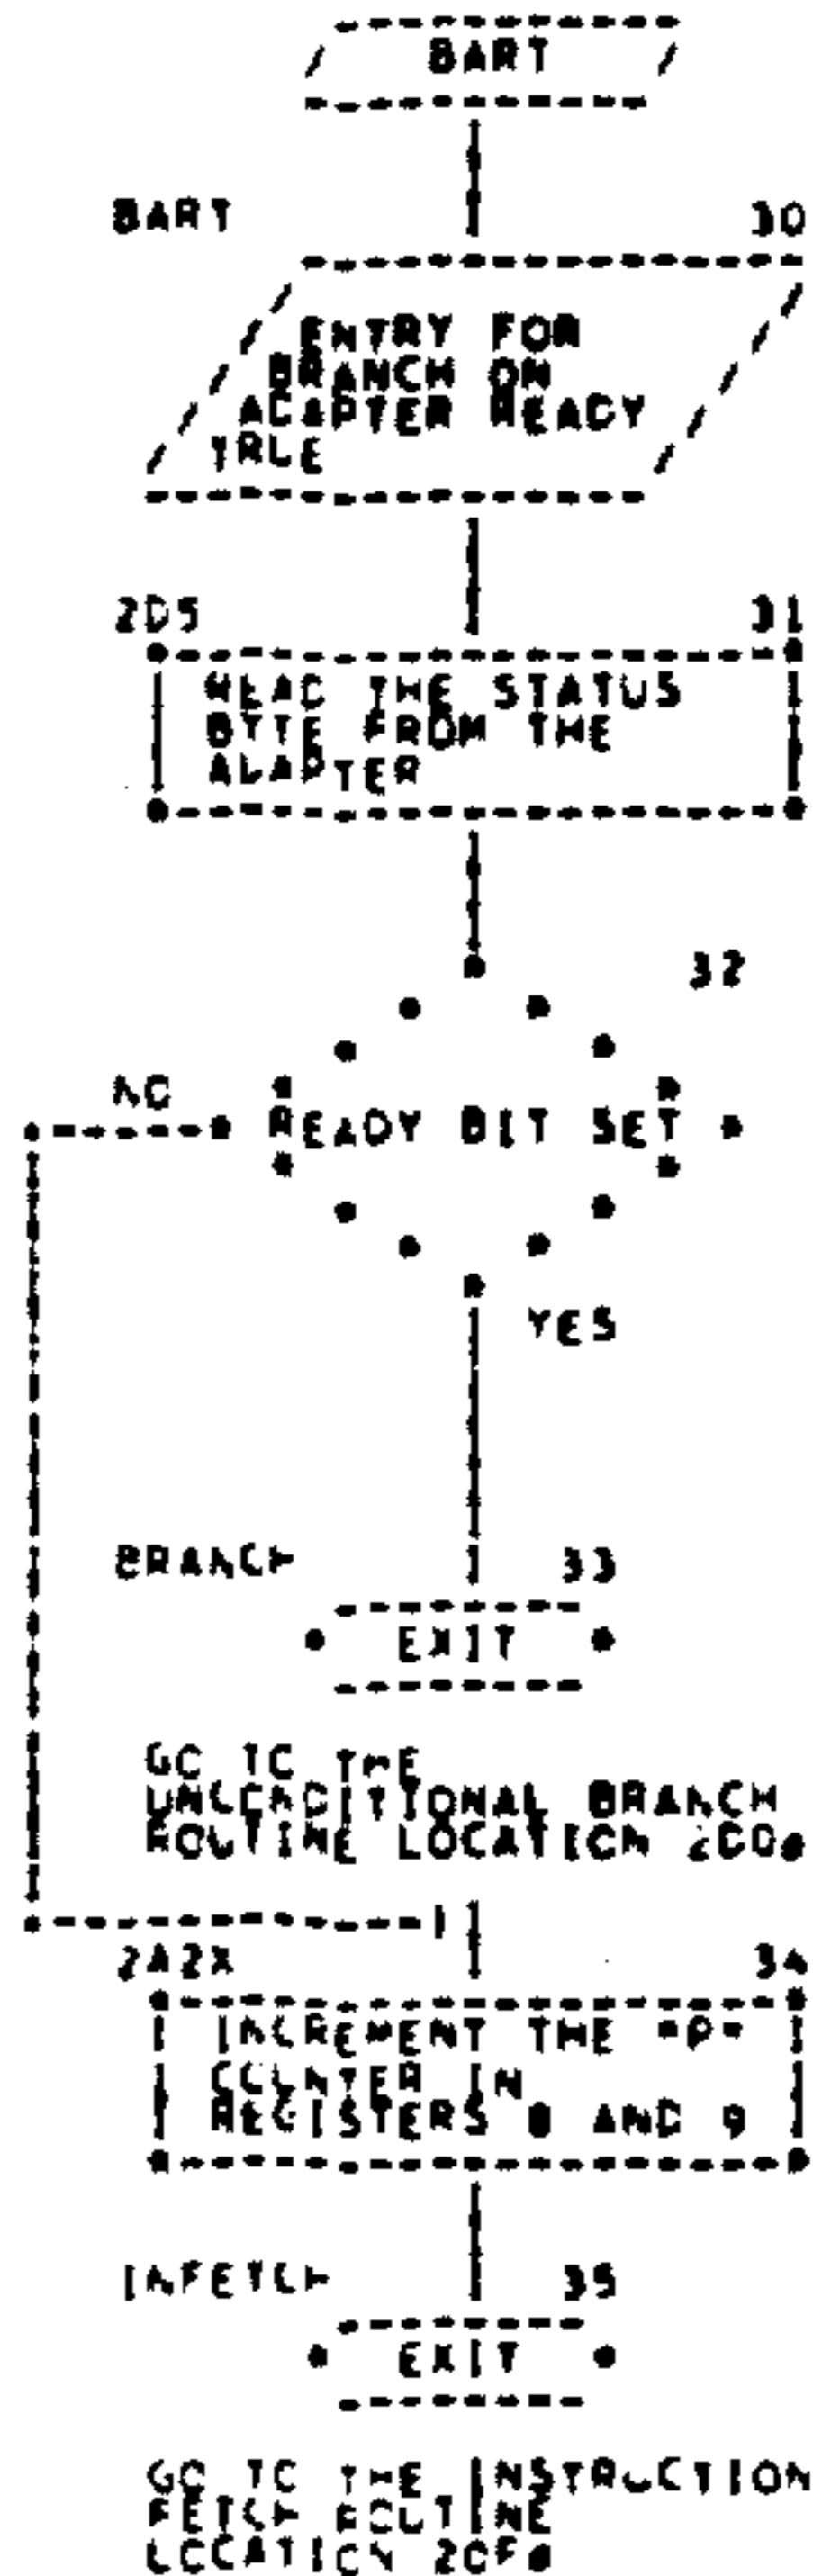 BART
BART 30
ENTRY FOR
BRANCH ON
ADAPTER READY
TRUE
2D5 31
READ THE STATUS
BYTE FROM THE
ADAPTER
32
NO
READY BIT SET
YES
BRANCH 33
EXIT
GO TO THE
UNCONDITIONAL BRANCH
ROUTINE LOCATION
2A2X 34
INCREMENT THE "P"
COUNTER IN
REGISTERS 8 AND 9
INFETCH 35
EXIT
GO TO THE INSTRUCTION
FETCH ROUTINE
LOCATION